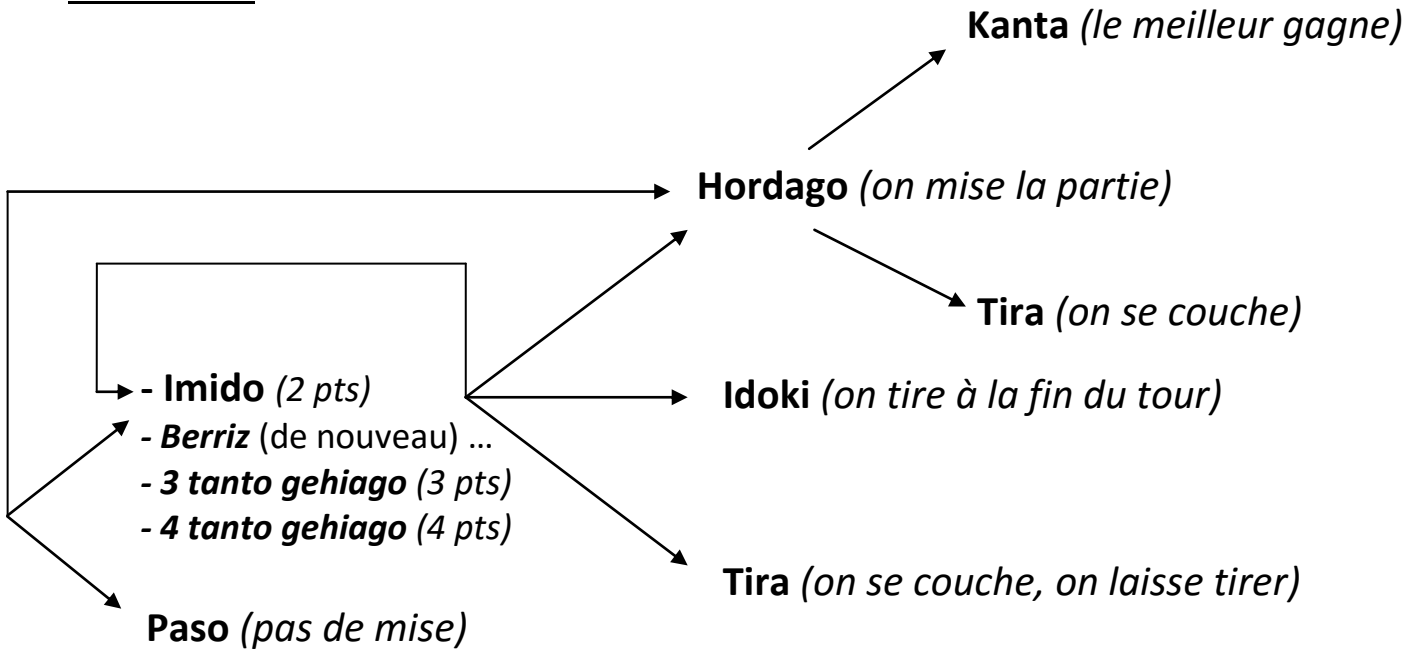 Kanta (le meilleur gagne)
Hordago (on mise la partie)
Tira (on se couche)
- Imido (2 pts)
Idoki (on tire à la fin du tour)
- Berriz (de nouveau) ...
- 3 tanto gehiago (3 pts)
- 4 tanto gehiago (4 pts)
Tira (on se couche, on laisse tirer)
Paso (pas de mise)